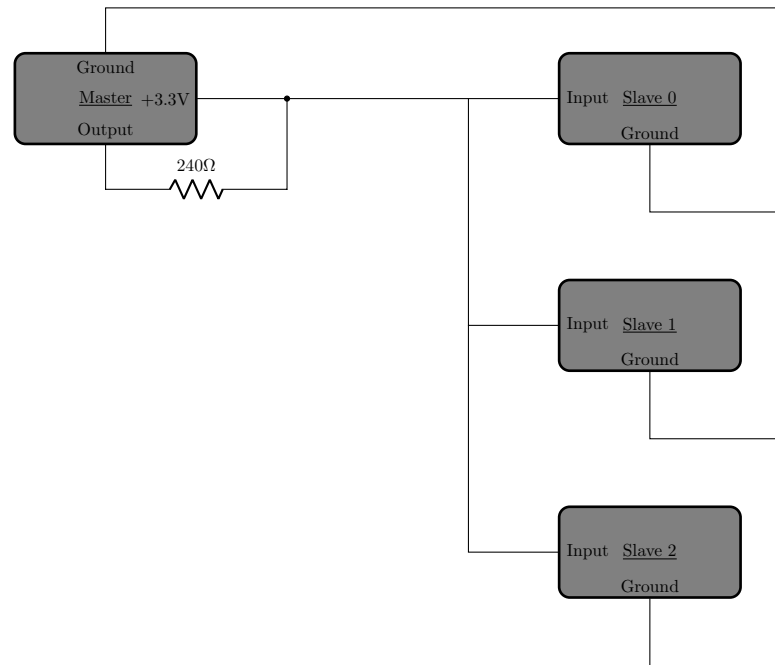 Ground
Master +3.3V
Output
240Ω
Input Slave 0
Ground
Input Slave 1
Ground
Input Slave 2
Ground